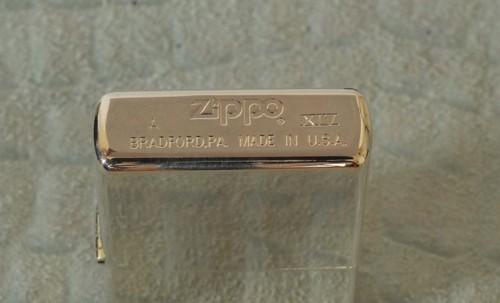 A Zippo XII
BRADFORD,PA. MADE IN U.S.A.